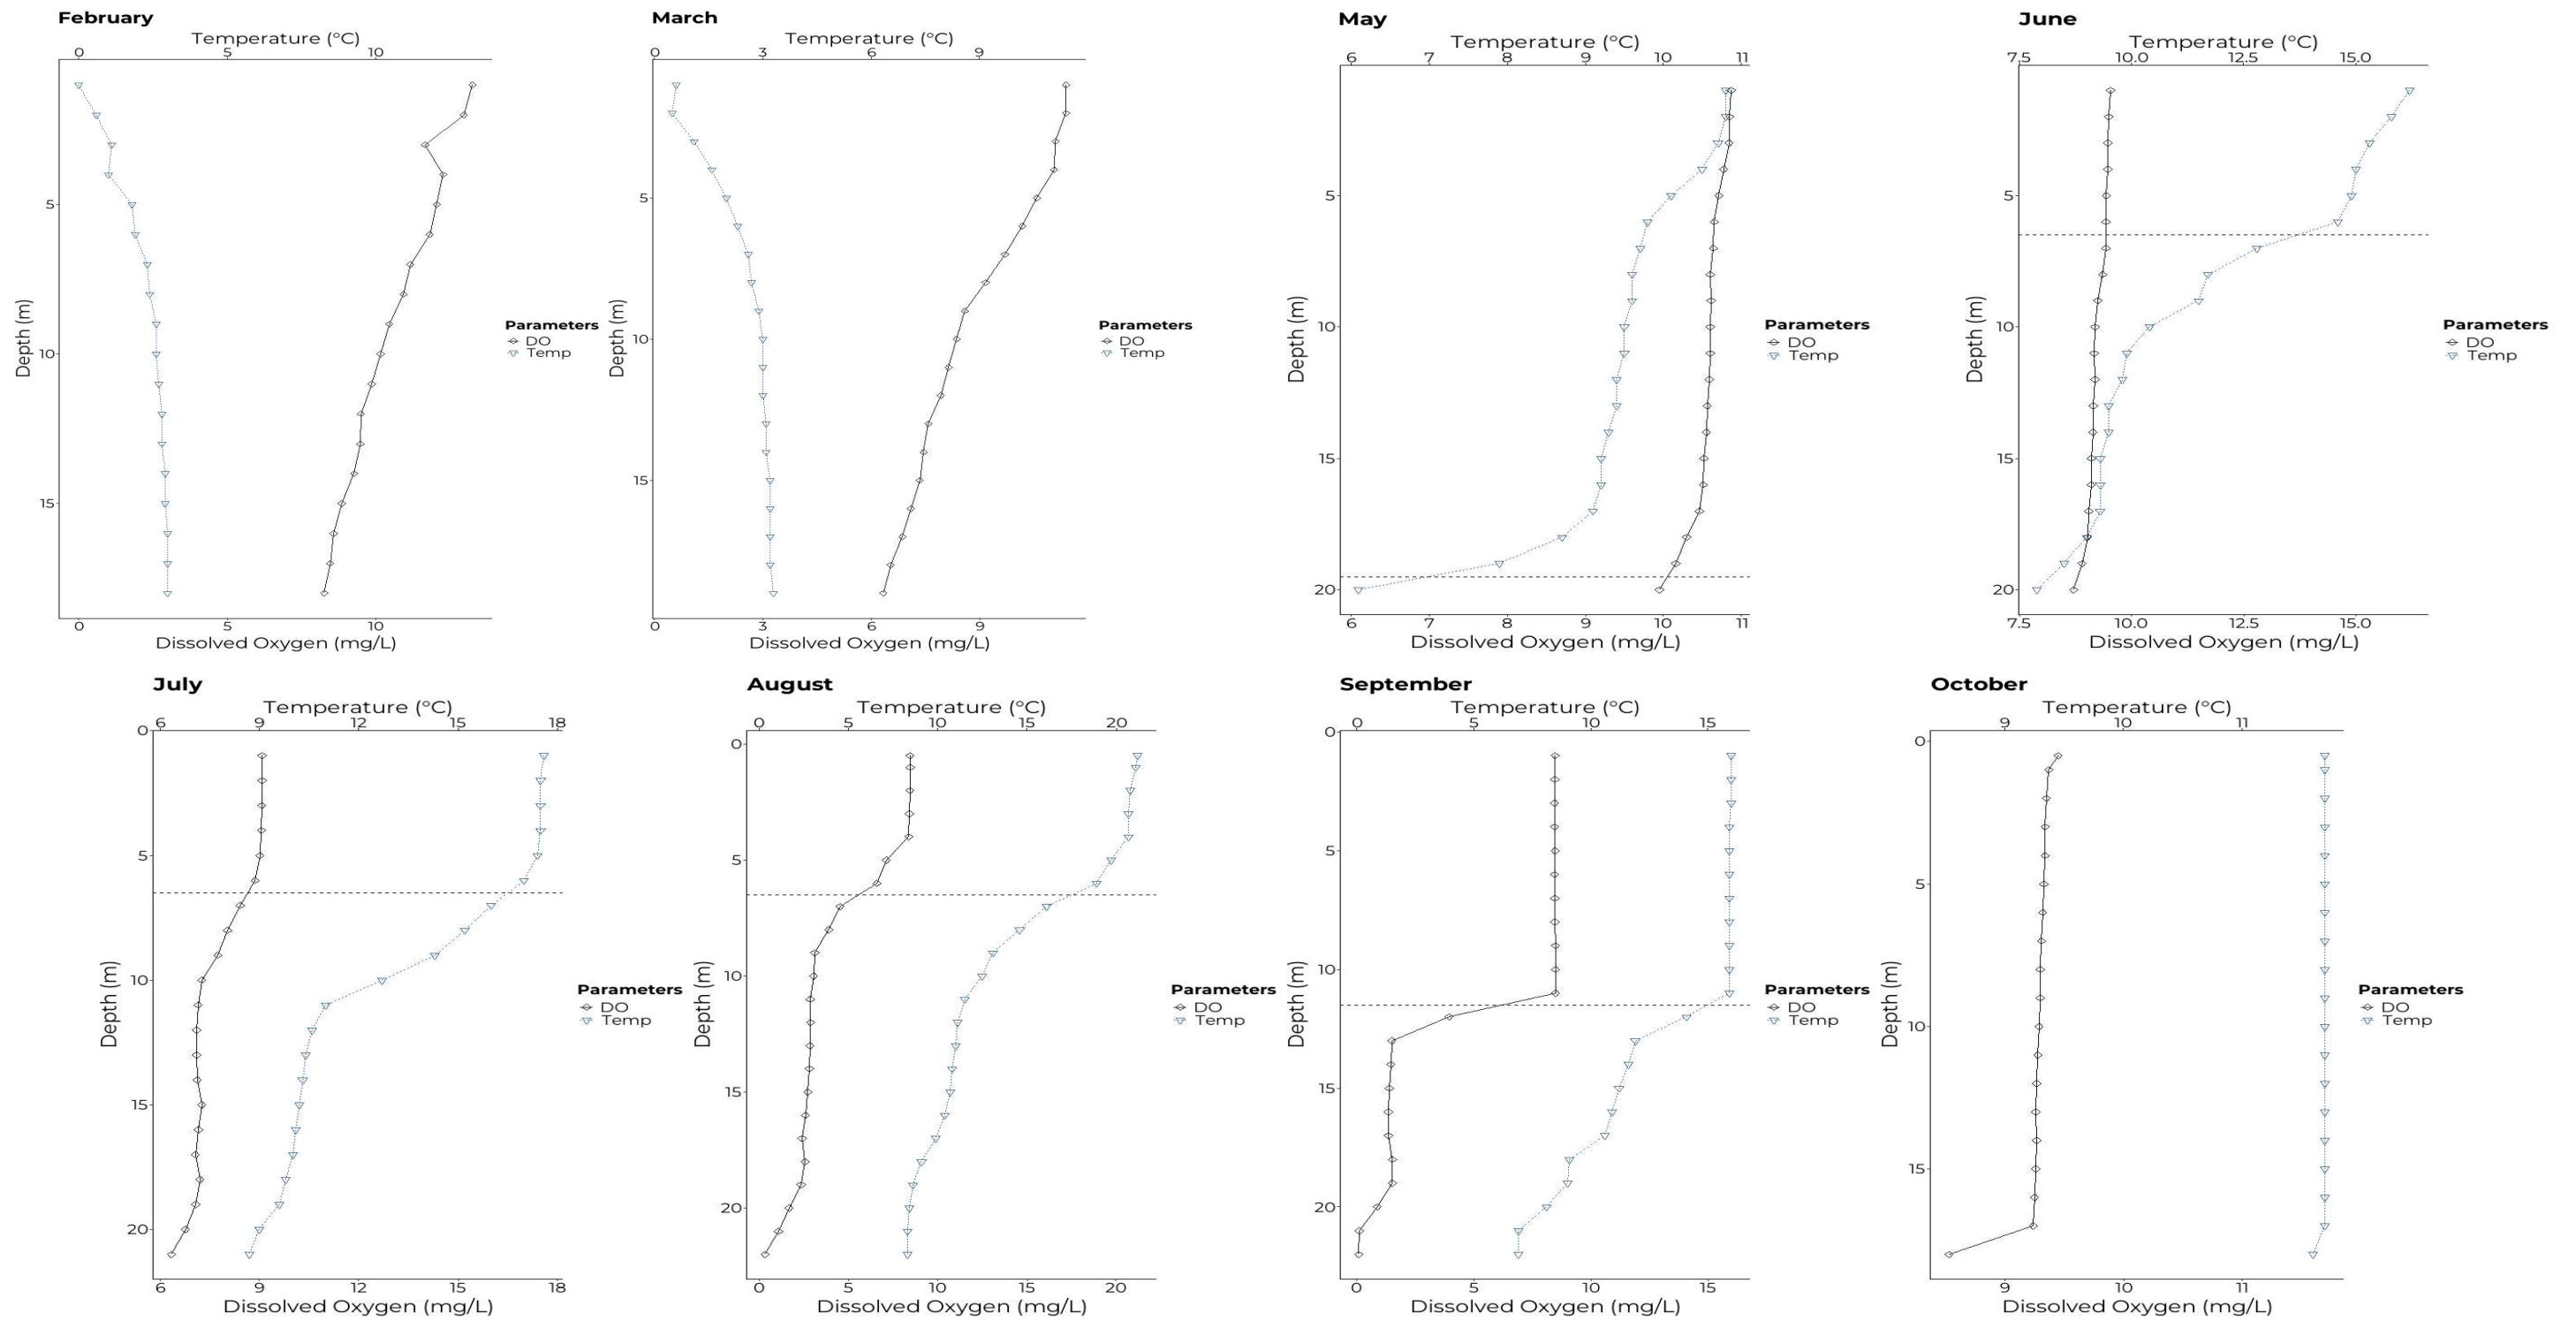 February
Temperature (°C)
0 5 10
Depth (m)
5
10
15
0 5 10
Dissolved Oxygen (mg/L)
Parameters
DO
Temp
March
Temperature (°C)
0 3 6 9
Depth (m)
5
10
15
0 3 6 9
Dissolved Oxygen (mg/L)
Parameters
DO
Temp
May
Temperature (°C)
6 7 8 9 10 11
Depth (m)
5
10
15
20
6 7 8 9 10 11
Dissolved Oxygen (mg/L)
Parameters
DO
Temp
June
Temperature (°C)
7.5 10.0 12.5 15.0
Depth (m)
5
10
15
20
7.5 10.0 12.5 15.0
Dissolved Oxygen (mg/L)
Parameters
DO
Temp
July
Temperature (°C)
6 9 12 15 18
Depth (m)
0
5
10
15
20
6 9 12 15 18
Dissolved Oxygen (mg/L)
Parameters
DO
Temp
August
Temperature (°C)
0 5 10 15 20
Depth (m)
0
5
10
15
20
0 5 10 15 20
Dissolved Oxygen (mg/L)
Parameters
DO
Temp
September
Temperature (°C)
0 5 10 15
Depth (m)
0
5
10
15
20
0 5 10 15
Dissolved Oxygen (mg/L)
Parameters
DO
Temp
October
Temperature (°C)
9 10 11
Depth (m)
0
5
10
15
9 10 11
Dissolved Oxygen (mg/L)
Parameters
DO
Temp